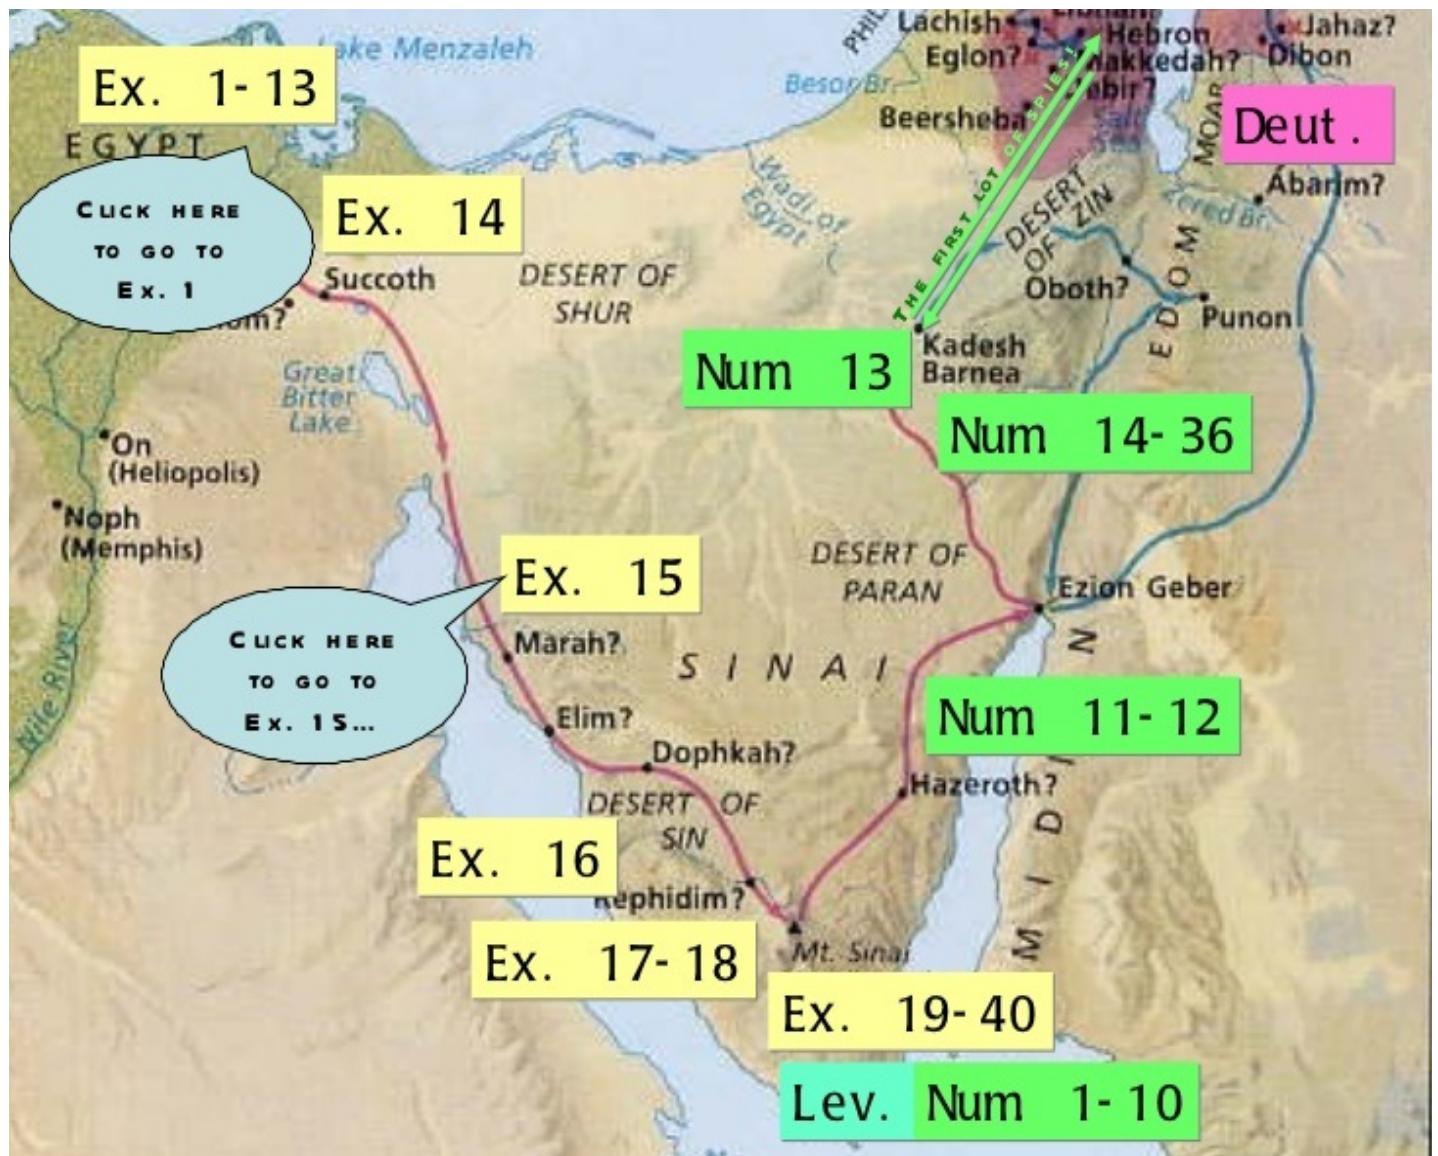 Lachish
Jahaz?
PHIL
Hebron
Lake Menzaleh
Eglon?
Makkedah?
Dibon
Ex. 1-13
Besor Br.
Debir?
EGYPT
Beersheba
Salt
Sea
MOAB
Deut.
THE FIRST LOT OF SPIES!
CLICK HERE
TO GO TO
EX. 1
Ex. 14
Wadi of
Egypt
DESERT
OF ZIN
Abarim?
Zered Br.
Succoth
DESERT OF
SHUR
Oboth?
EDOM
Punon
Great
Bitter
Lake
Num 13
Kadesh
Barnea
Num 14-36
On
(Heliopolis)
Noph
(Memphis)
Ex. 15
DESERT OF
PARAN
Ezion Geber
CLICK HERE
TO GO TO
EX. 15...
Marah?
SINAI
Nile River
Elim?
Num 11-12
Dophkah?
Hazeroth?
DESERT OF
SIN
MIDIAN
Ex. 16
Rephidim?
Ex. 17-18
Mt. Sinai
Ex. 19-40
Lev. Num 1-10